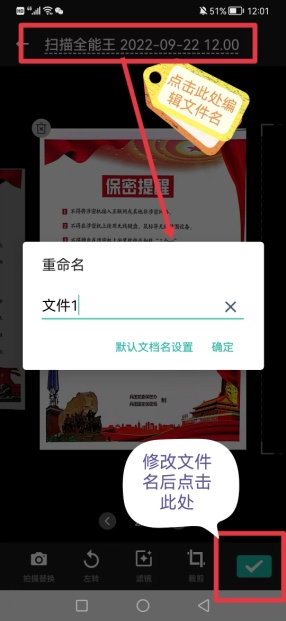 51% 12:01
扫描全能王 2022-09-22 12.00
点击此处编
辑文件名
保密提醒
重命名
文件1
默认文档名设置 确定
修改文件
名后点击
此处
拍摄替换 左转 滤镜 裁剪